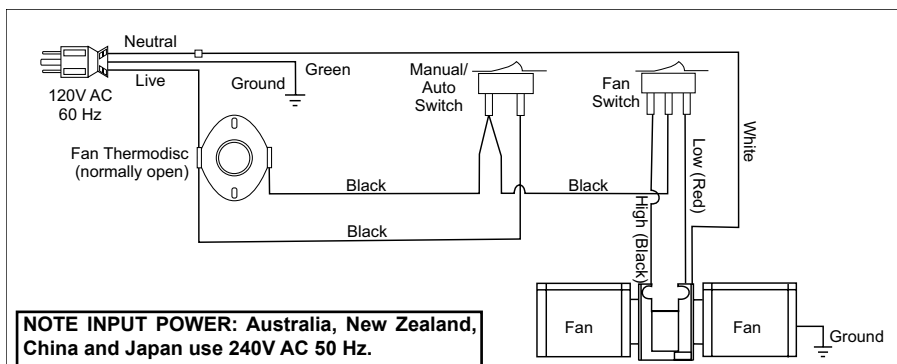 Neutral
Live
Green
Ground
120V AC
60 Hz
Manual/
Auto
Switch
Fan
Switch
Fan Thermodisc
(normally open)
Black
Black
Black
White
Low (Red)
High (Black)
Fan
Fan
Ground
NOTE INPUT POWER: Australia, New Zealand,
China and Japan use 240V AC 50 Hz.